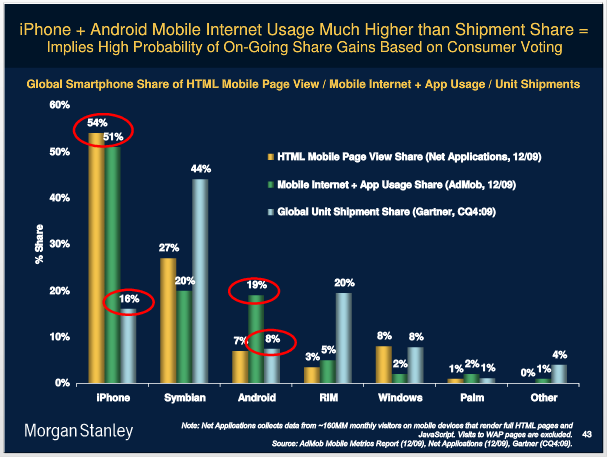 iPhone + Android Mobile Internet Usage Much Higher than Shipment Share =
Implies High Probability of On-Going Share Gains Based on Consumer Voting
Global Smartphone Share of HTML Mobile Page View / Mobile Internet + App Usage / Unit Shipments
60%
50%
40%
30%
20%
10%
0%
% Share
HTML Mobile Page View Share (Net Applications, 12/09)
Mobile Internet + App Usage Share (AdMob, 12/09)
Global Unit Shipment Share (Gartner, CQ4:09)
54%
51%
16%
27%
20%
44%
7%
19%
8%
3%
5%
20%
8%
2%
8%
1%
2%
1%
0%
1%
4%
iPhone
Symbian
Android
RIM
Windows
Palm
Other
Morgan Stanley
Note: Net Applications collects data from ~160MM monthly visitors on mobile devices that render full HTML pages and
JavaScript. Visits to WAP pages are excluded.
Source: AdMob Mobile Metrics Report (12/09), Net Applications (12/09), Gartner (CQ4:09).
43